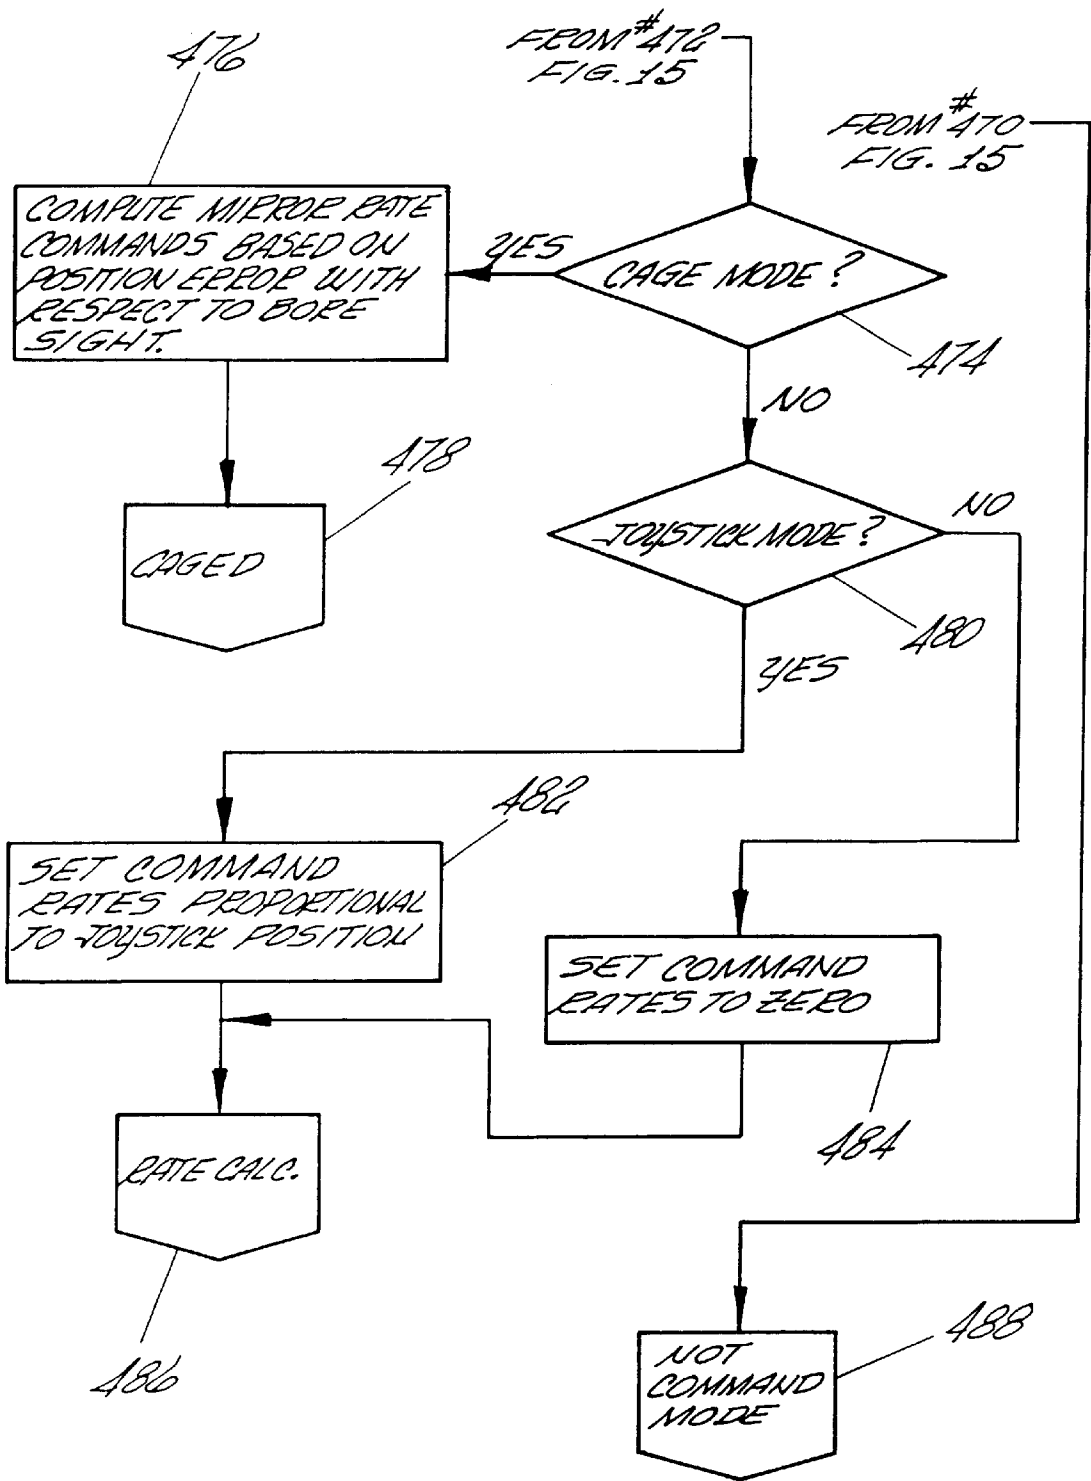 476
FROM #472
FIG. 15
FROM #470
FIG. 15
COMPUTE MIRROR RATE
COMMANDS BASED ON
POSITION ERROR WITH
RESPECT TO BORE
SIGHT.
YES
CAGE MODE?
474
NO
478
CAGED
JOYSTICK MODE?
NO
480
YES
482
SET COMMAND
RATES PROPORTIONAL
TO JOYSTICK POSITION
SET COMMAND
RATES TO ZERO
484
RATE CALC.
486
488
NOT
COMMAND
MODE